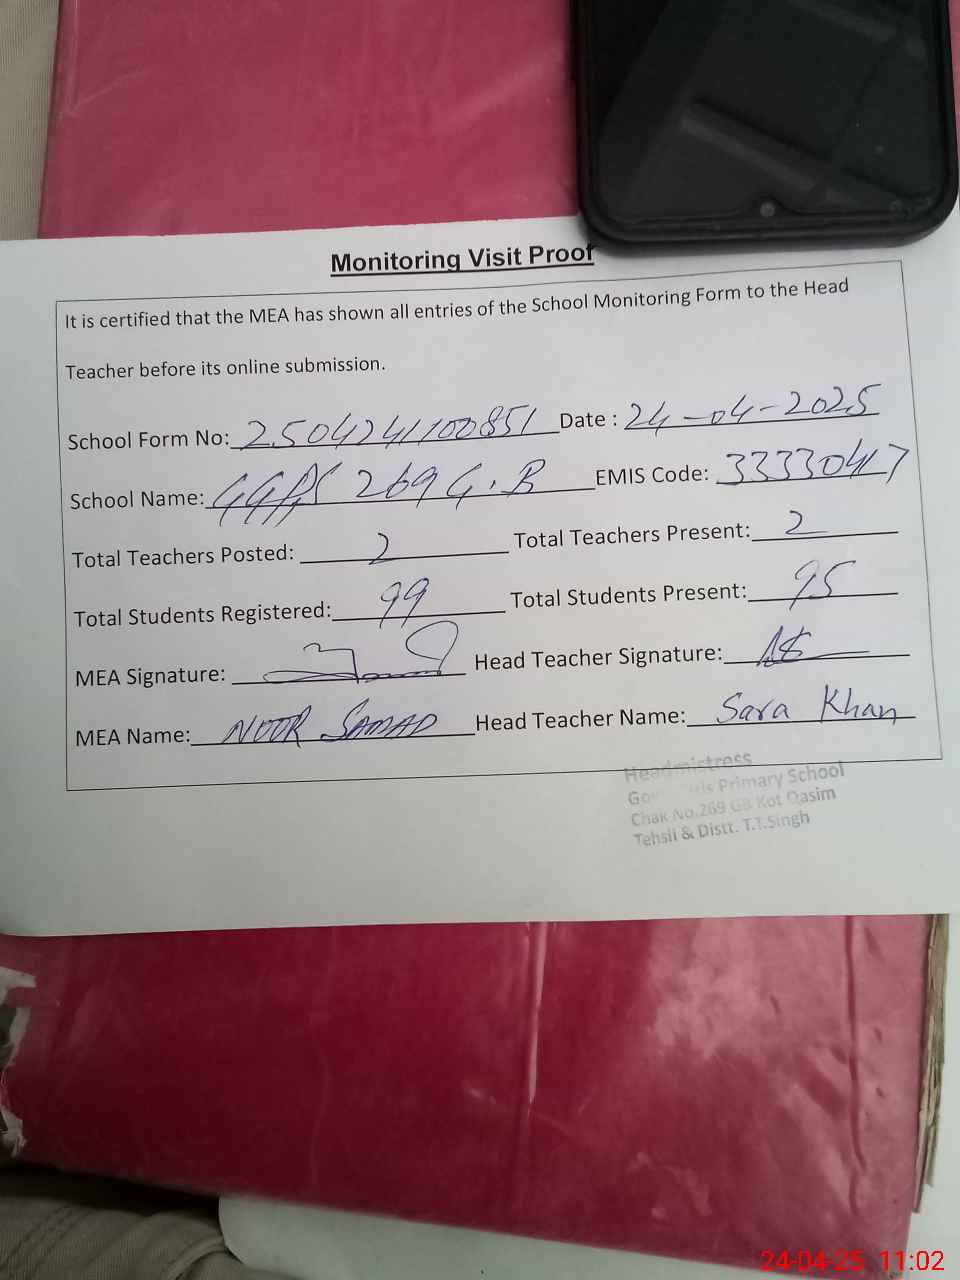 Monitoring Visit Proof
It is certified that the MEA has shown all entries of the School Monitoring Form to the Head
Teacher before its online submission.
School Form No: 2504241100851 Date : 24-04-2025
School Name: GGPS 269 G.B EMIS Code: 33330417
Total Teachers Posted: 2 Total Teachers Present: 2
Total Students Registered: 99 Total Students Present: 95
MEA Signature: Head Teacher Signature:
MEA Name: NOOR SAMAD Head Teacher Name: Sara Khan
Headmistress
Primary School
Chak No.269 GB Kot Qasim
Tehsil & Distt. T.T.Singh
24-04-25 11:02